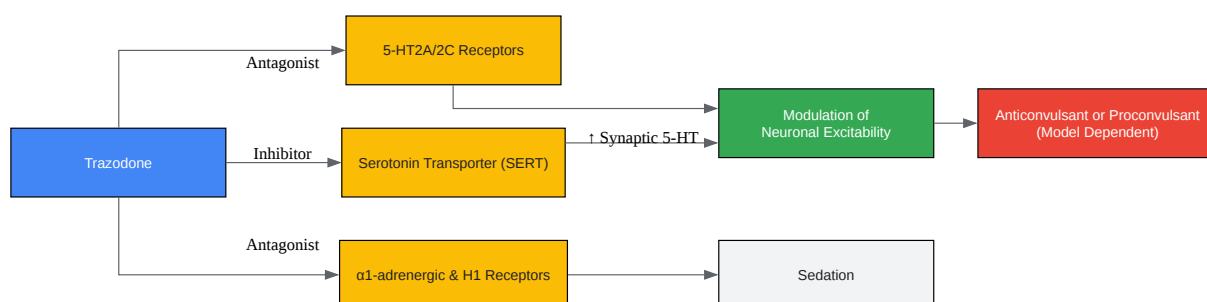 5-HT2A/2C Receptors
Antagonist
Modulation of
Neuronal Excitability
Anticonvulsant or Proconvulsant
(Model Dependent)
Trazodone
Inhibitor
Serotonin Transporter (SERT)
↑ Synaptic 5-HT
Antagonist
α1-adrenergic & H1 Receptors
Sedation